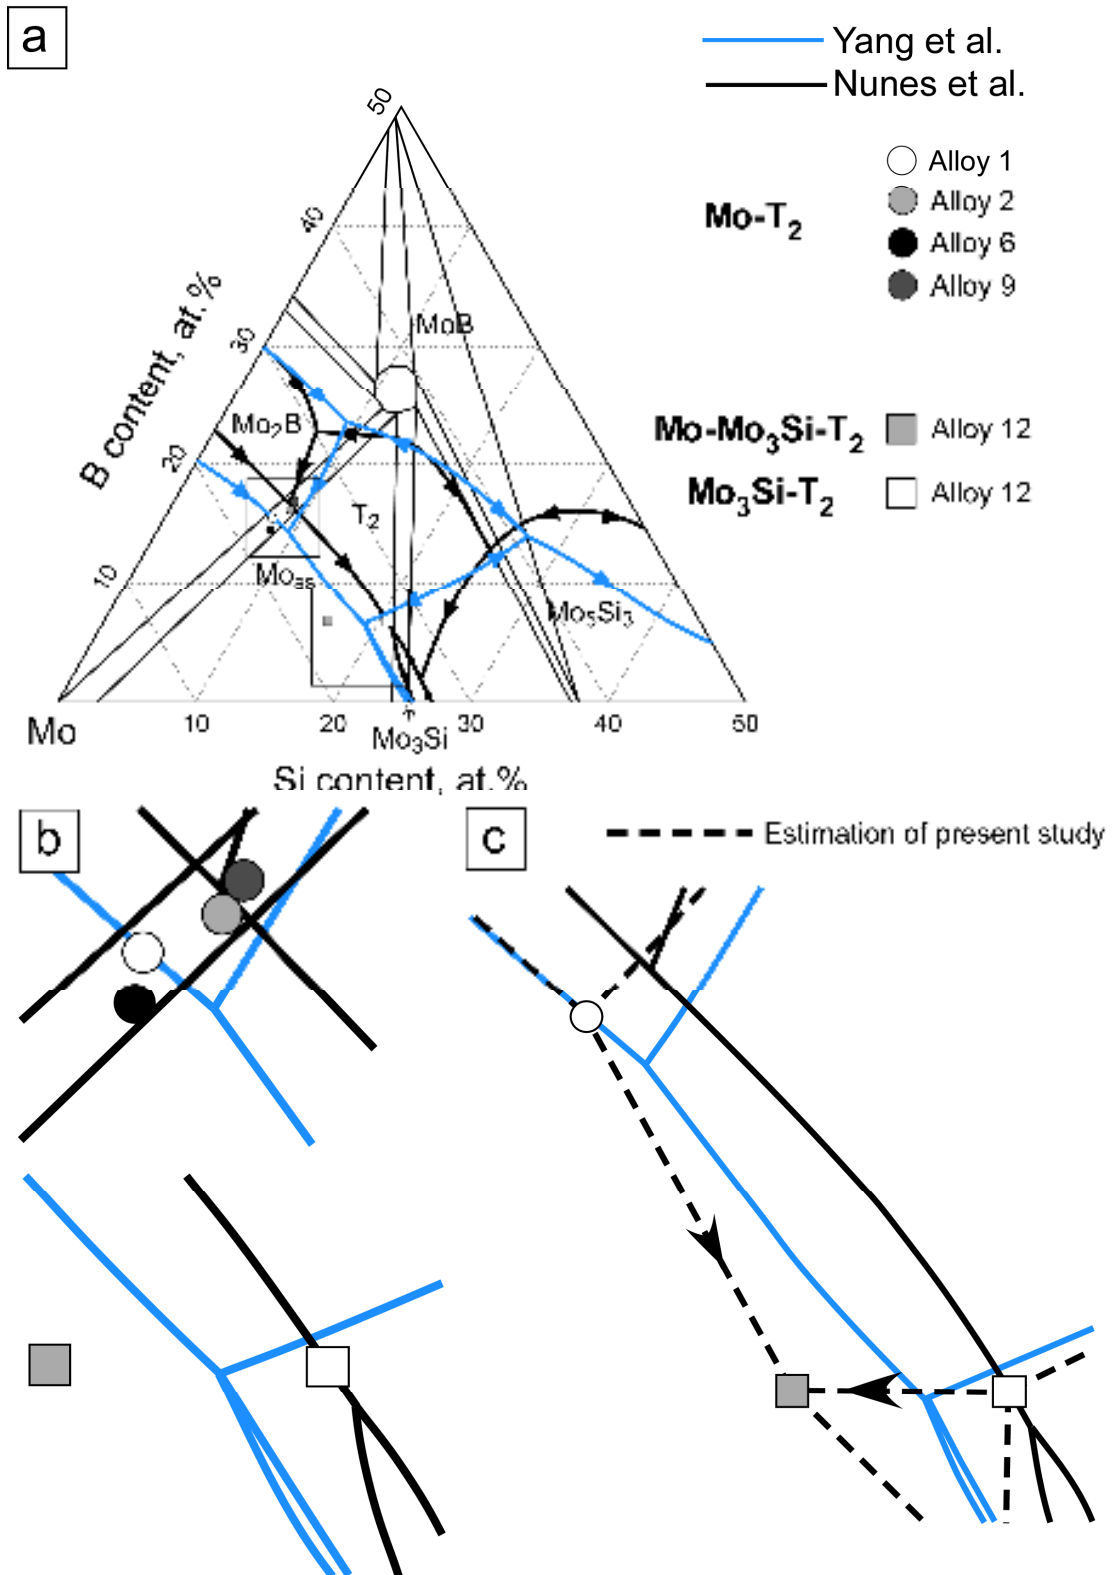 a
Yang et al.
Nunes et al.
50
40
30
20
10
B content, at.%
Alloy 1
Alloy 2
Alloy 6
Alloy 9
Mo-T2
Mo-Mo3Si-T2
Alloy 12
Mo3Si-T2
Alloy 12
MoB
Mo2B
T2
Moss
Mo5Si3
Mo
10
20
30
40
50
Mo3Si
Si content, at.%
b
c
Estimation of present study